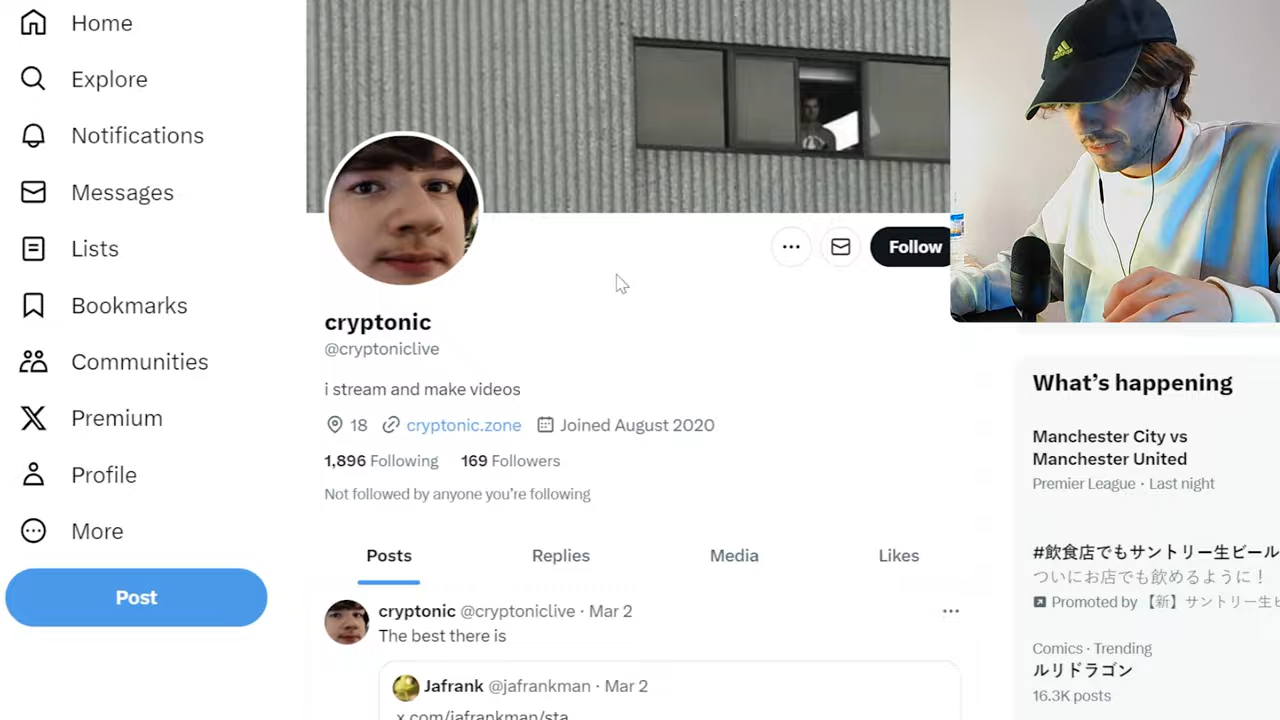 Home
Explore
Notifications
Messages
Lists
Bookmarks
Communities
Premium
Profile
More
Post
Follow
cryptonic
@cryptoniclive
i stream and make videos
18 cryptonic.zone Joined August 2020
1,896 Following 169 Followers
Not followed by anyone you're following
Posts Replies Media Likes
cryptonic @cryptoniclive · Mar 2
The best there is
Jafrank @jafrankman · Mar 2
x.com/jafrankman/sta
What's happening
Manchester City vs
Manchester United
Premier League · Last night
#飲食店でもサントリー生ビール
ついにお店でも飲めるように！
Promoted by 【新】サントリー生ビ
Comics · Trending
ルリドラゴン
16.3K posts